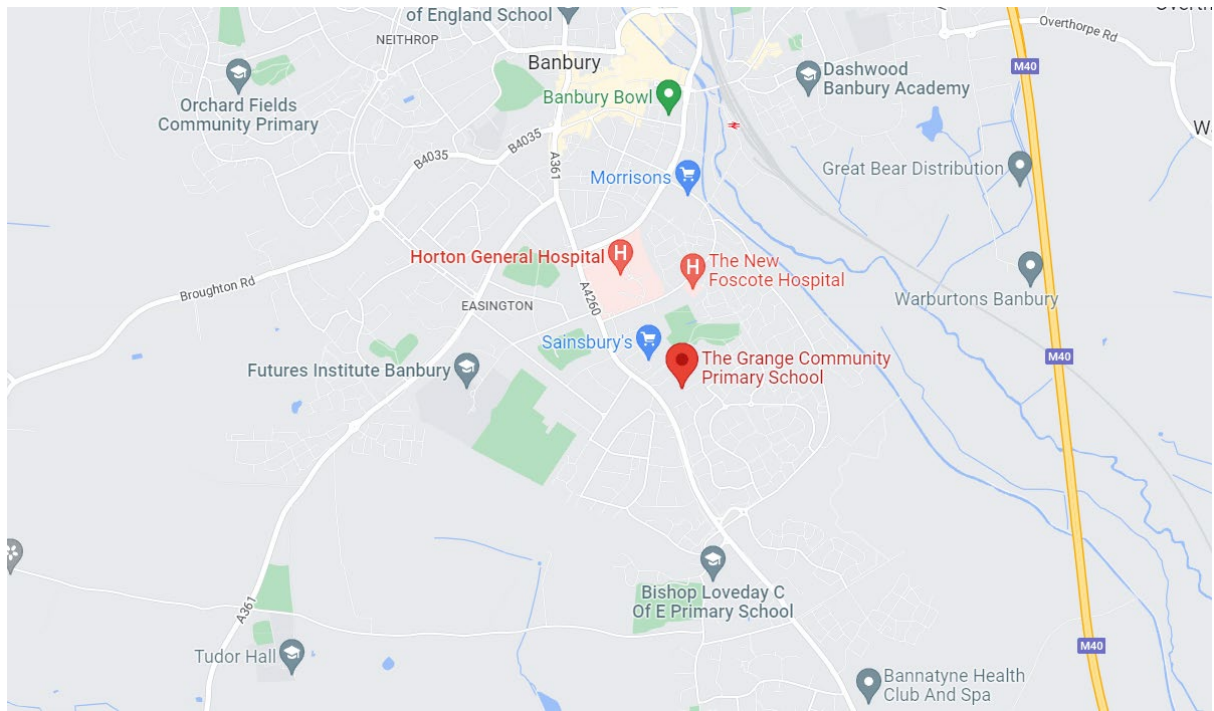 of England School
NEITHROP
Overthorpe Rd
Banbury
M40
Dashwood
Banbury Academy
Orchard Fields
Community Primary
Banbury Bowl
B4035
B4035
A361
Morrisons
Great Bear Distribution
Horton General Hospital
The New
Foscote Hospital
Broughton Rd
EASINGTON
A4260
Warburtons Banbury
Sainsbury's
M40
The Grange Community
Primary School
Futures Institute Banbury
Bishop Loveday C
Of E Primary School
A361
Tudor Hall
M40
Bannatyne Health
Club And Spa